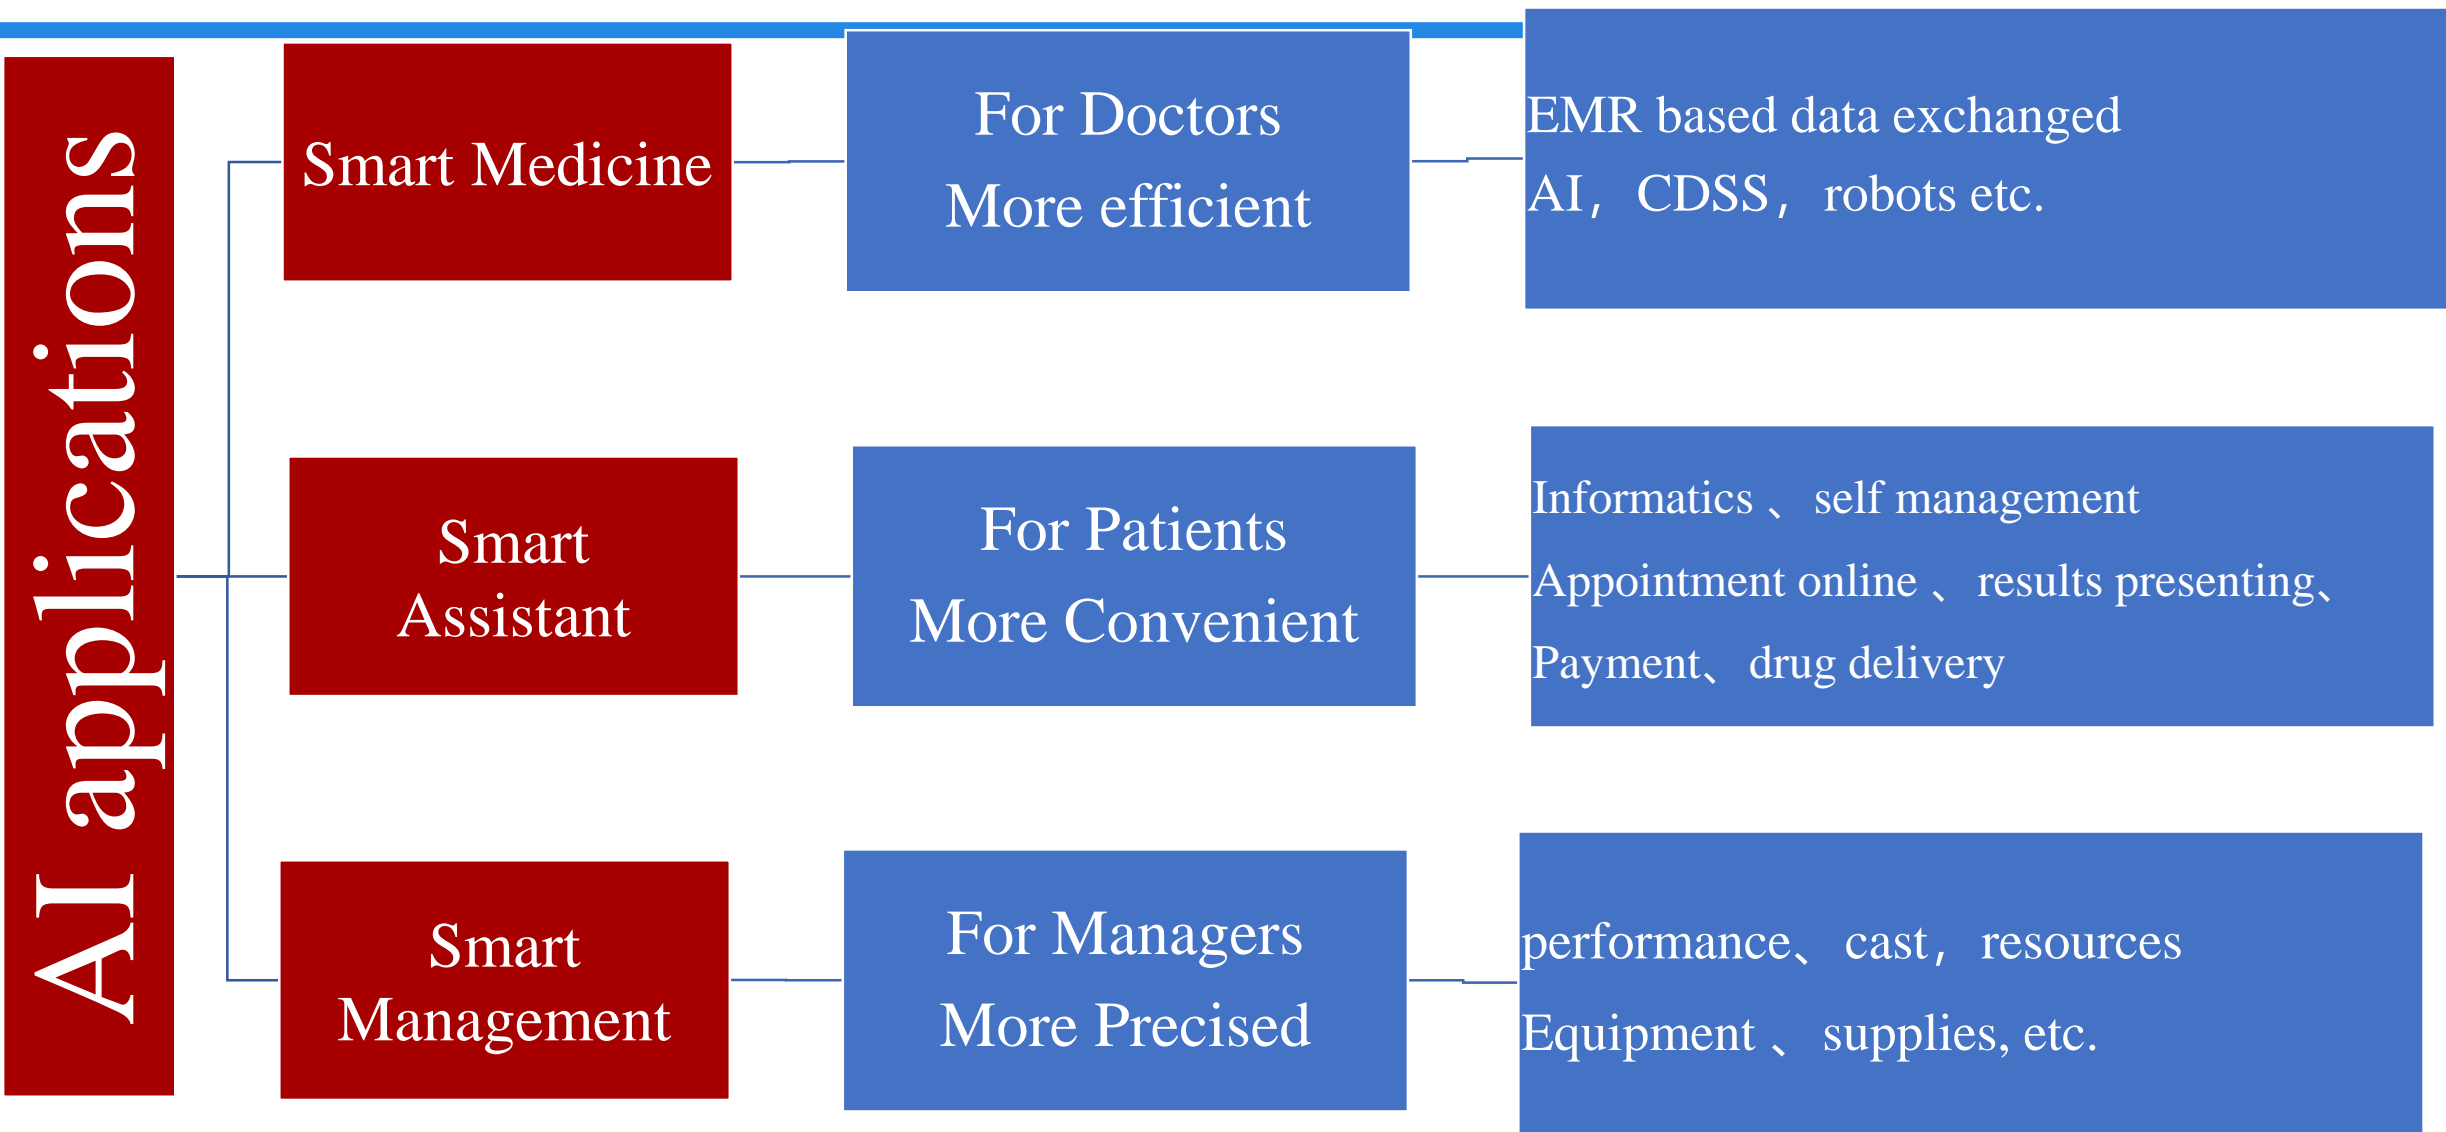 AI applications
Smart Medicine
For Doctors
More efficient
EMR based data exchanged
AI， CDSS，robots etc.
Smart
Assistant
For Patients
More Convenient
Informatics 、self management
Appointment online 、results presenting、
Payment、drug delivery
Smart
Management
For Managers
More Precised
performance、cast，resources
Equipment 、supplies, etc.